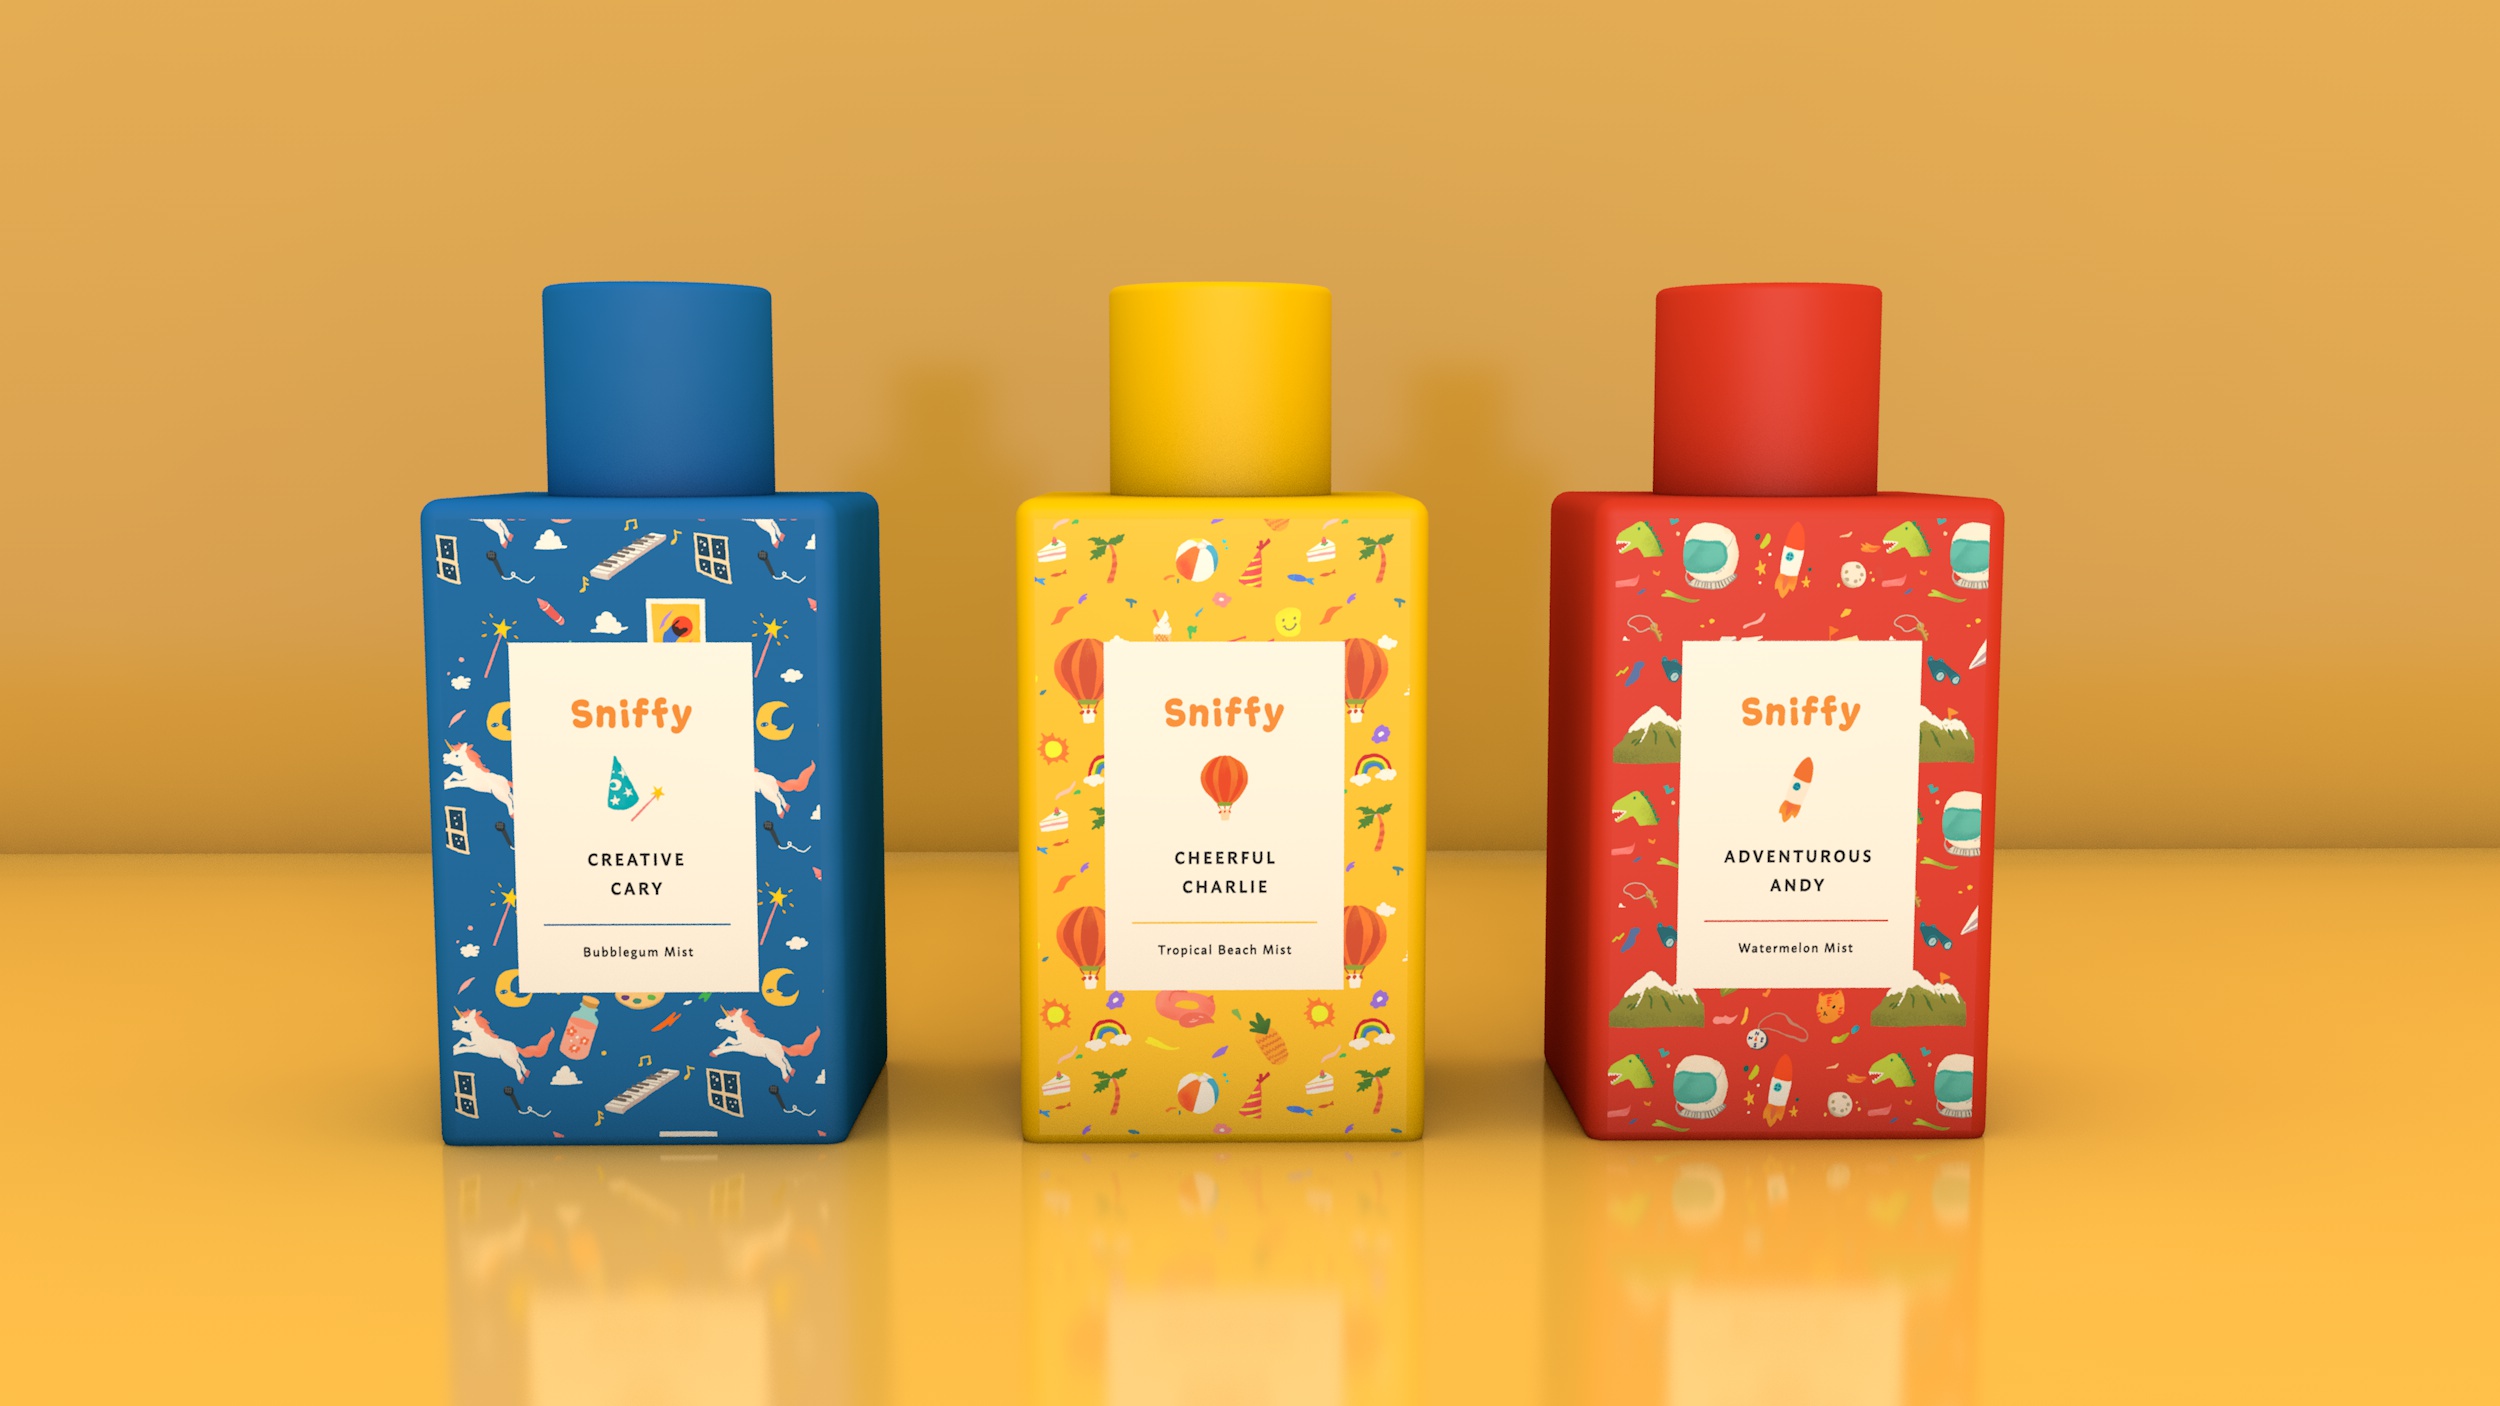 Sniffy
CREATIVE
CARY
Bubblegum Mist
Sniffy
CHEERFUL
CHARLIE
Tropical Beach Mist
Sniffy
ADVENTUROUS
ANDY
Watermelon Mist